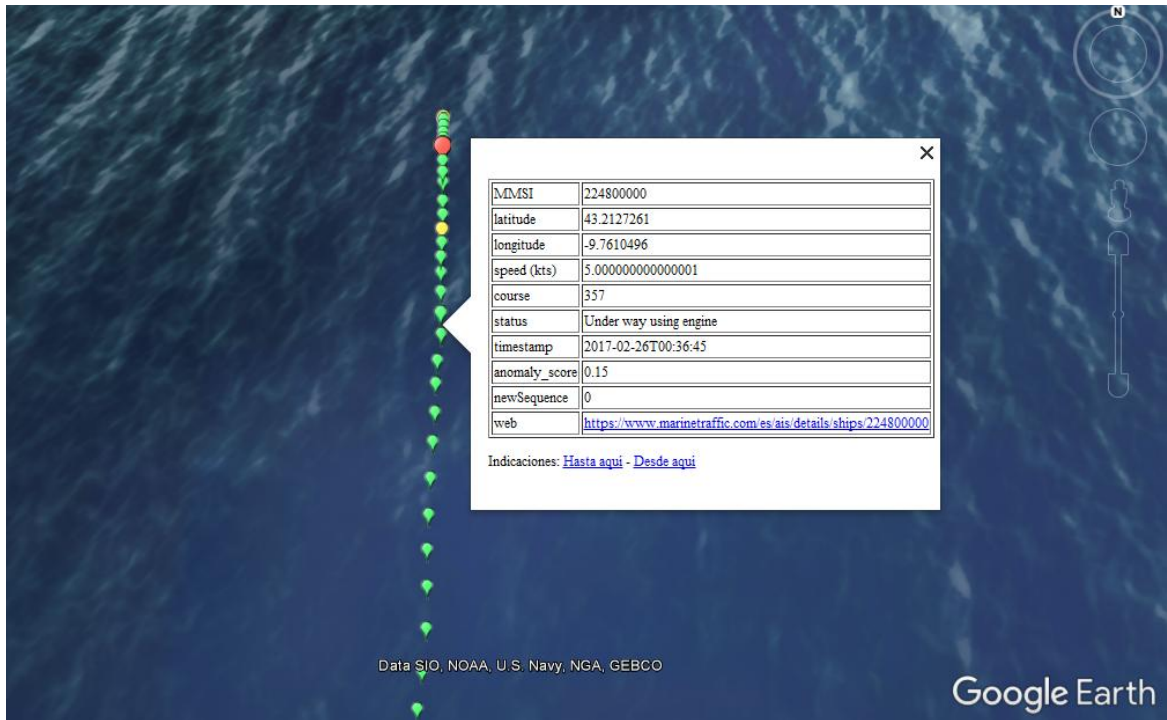 N
MMSI 224800000
latitude 43.2127261
longitude -9.7610496
speed (kts) 5.000000000000001
course 357
status Under way using engine
timestamp 2017-02-26T00:36:45
anomaly_score 0.15
newSequence 0
web https://www.marinetraffic.com/es/ais/details/ships/224800000
Indicaciones: Hasta aquí - Desde aquí
Data SIO, NOAA, U.S. Navy, NGA, GEBCO
Google Earth